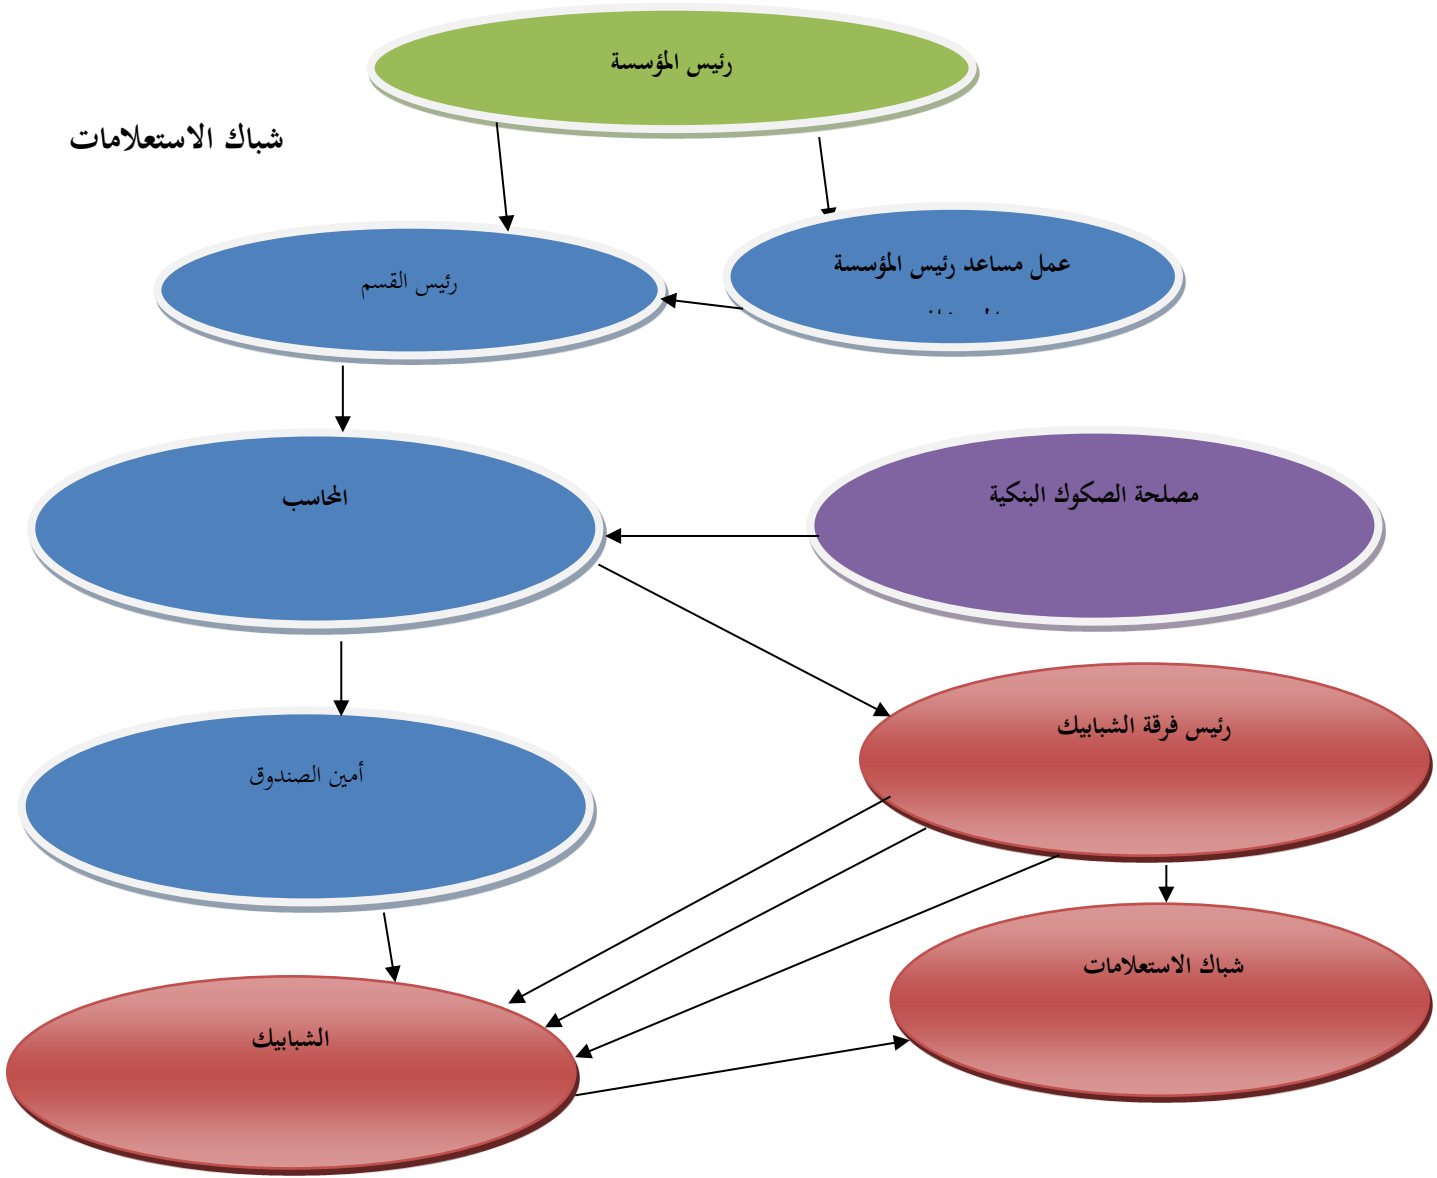 رئيس المؤسسة
شباك الاستعلامات
عمل مساعد رئيس المؤسسة
رئيس القسم
مصلحة الصكوك البنكية
المحاسب
رئيس فرقة الشبابيك
أمين الصندوق
شباك الاستعلامات
الشبابيك